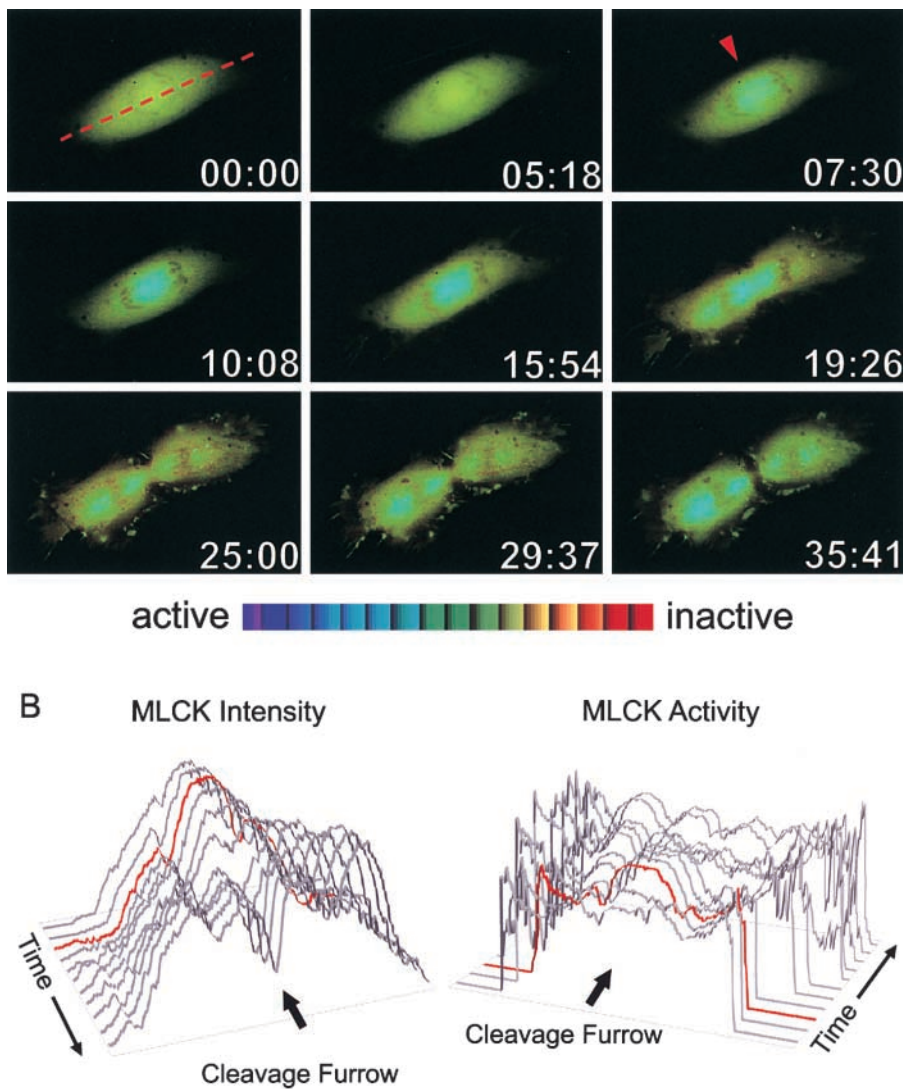 00:00
05:18
07:30
10:08
15:54
19:26
25:00
29:37
35:41
active
inactive
B
MLCK Intensity
MLCK Activity
Time
Cleavage Furrow
Cleavage Furrow
Time